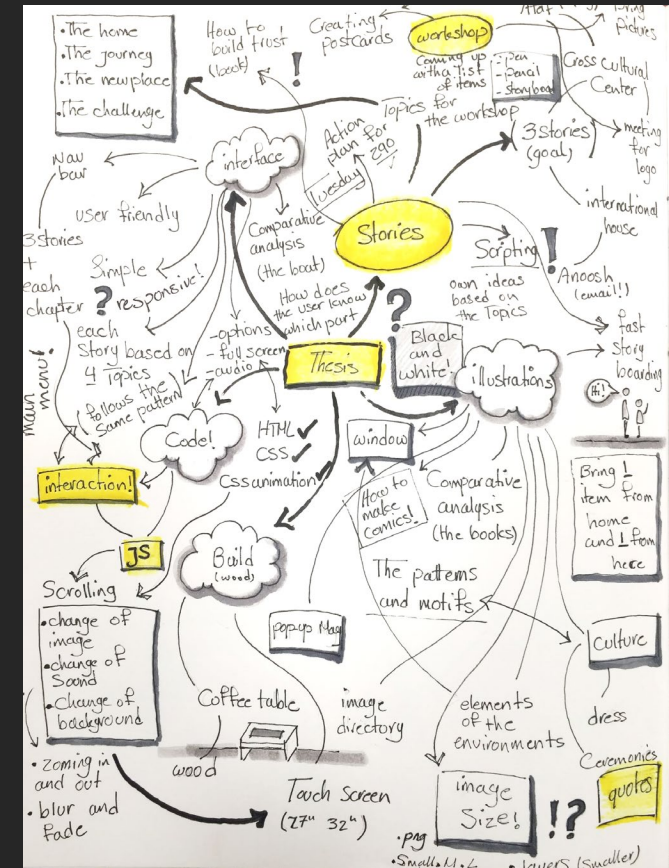 • The home
• The journey
• The new place
• The challenge
How to
build trust
(book)
!
Creating
postcards
workshop
Coming up
with a list
of items
- pen
- pencil
- storyboard
Bring
pictures
Cross cultural
Center
meeting
for
logo
Topics for
the workshop
3 stories
(goal)
international
house
Action
plan for
Tuesday
Nav
bar
interface
user friendly
Comparative
analysis
(the boat)
Stories
Scripting
!
Anoosh
(email!)
own ideas
based on
the Topics
fast
story
boarding
3 stories
+
each
chapter
Simple
?
responsive!
How does
the user know
which part
?
each
Story based on
4 Topics
(follows the
same pattern)
- options
- full screen
- audio
Thesis
Black
and
white!
illustrations
Hi!
main
menu!
Code!
HTML
CSS
Css animation
window
interaction!
How to
make
comics!
Comparative
analysis
(the books)
Bring 1
item from
home
and 1 from
here
JS
Build
(wood)
Scrolling
• change of
image
• change of
Sound
• Change of
background
The patterns
and motifs
popup Mag
culture
Coffee table
image
directory
elements
of the
environments
dress
wood
Ceremonies
quotes
• zooming in
and out
• blur and
fade
Touch Screen
(27" 32")
image
Size!
!?
• png
• layers (smaller)